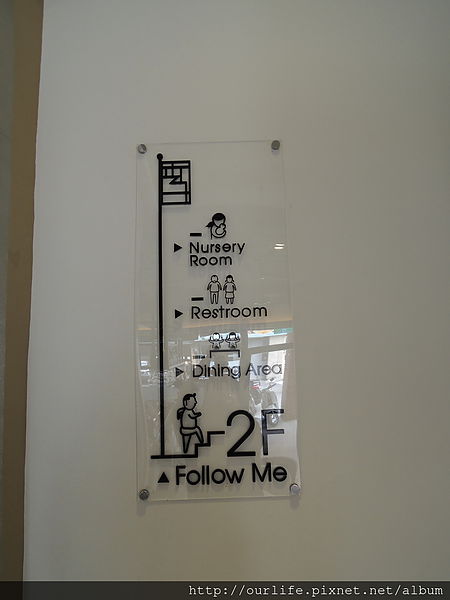 Nursery
Room
Restroom
Dining Area
2F
Follow Me
http://ourlife.pixnet.net/album